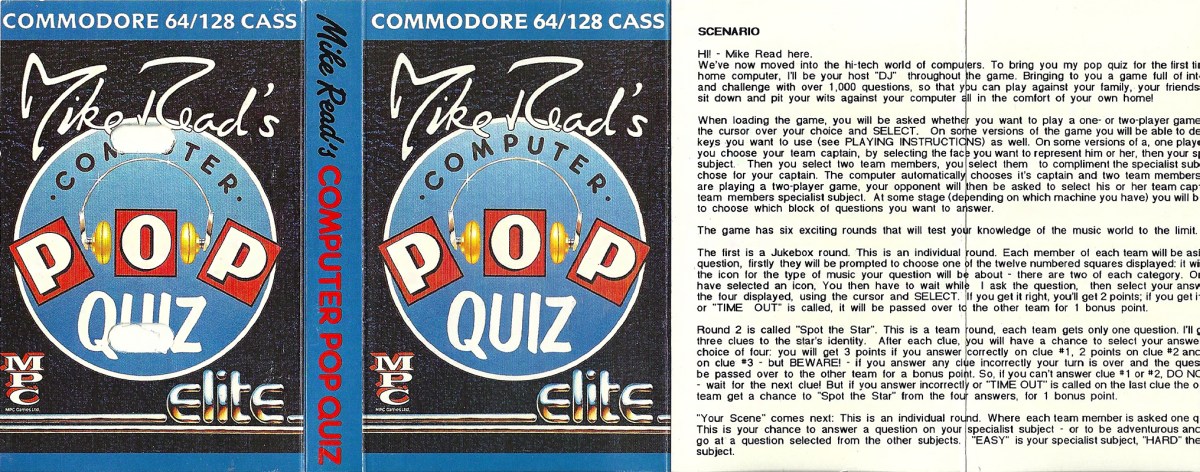 COMMODORE 64/128 CASS
Mike Read's
COM TER
POP
QUIZ
MPC
MPC Games Ltd.
elite
Mike Read's COMPUTER POP QUIZ
COMMODORE 64/128 CASS
Mike Read's
COMPUTER
POP
QUIZ
MPC
MPC Games Ltd.
elite
SCENARIO
HI! - Mike Read here.
We've now moved into the hi-tech world of computers. To bring you my pop quiz for the first
home computer, I'll be your host "DJ" throughout the game. Bringing to you a game full of
and challenge with over 1,000 questions, so that you can play against your family, your friends
sit down and pit your wits against your computer all in the comfort of your own home!
When loading the game, you will be asked whether you want to play a one- or two-player game
the cursor over your choice and SELECT. On some versions of the game you will be able to
keys you want to use (see PLAYING INSTRUCTIONS) as well. On some versions of a, one
you choose your team captain, by selecting the face you want to represent him or her, then your
subject. Then you select two team members, you select them to compliment the specialist
chose for your captain. The computer automatically chooses it's captain and two team members
are playing a two-player game, your opponent will then be asked to select his or her team
team members specialist subject. At some stage (depending on which machine you have) you will
to choose which block of questions you want to answer.
The game has six exciting rounds that will test your knowledge of the music world to the limit.
The first is a Jukebox round. This is an individual round. Each member of each team will be
question, firstly they will be prompted to choose one of the twelve numbered squares displayed: it
the icon for the type of music your question will be about - there are two of each category.
have selected an icon, You then have to wait while I ask the question, then select your
the four displayed, using the cursor and SELECT. If you get it right, you'll get 2 points; if you get
or "TIME OUT" is called, it will be passed over to the other team for 1 bonus point.
Round 2 is called "Spot the Star". This is a team round, each team gets only one question. I'll
three clues to the star's identity. After each clue, you will have a chance to select your
choice of four: you will get 3 points if you answer correctly on clue #1, 2 points on clue #2
on clue #3 - but BEWARE! - if you answer any clue incorrectly your turn is over and the
be passed over to the other team for a bonus point. So, if you can't answer clue #1 or #2, DO
- wait for the next clue! But if you answer incorrectly or "TIME OUT" is called on the last clue the
team get a chance to "Spot the Star" from the four answers, for 1 bonus point.
"Your Scene" comes next: This is an individual round. Where each team member is asked one
This is your chance to answer a question on your specialist subject - or to be adventurous
go at a question selected from the other subjects. "EASY" is your specialist subject, "HARD"
subject.